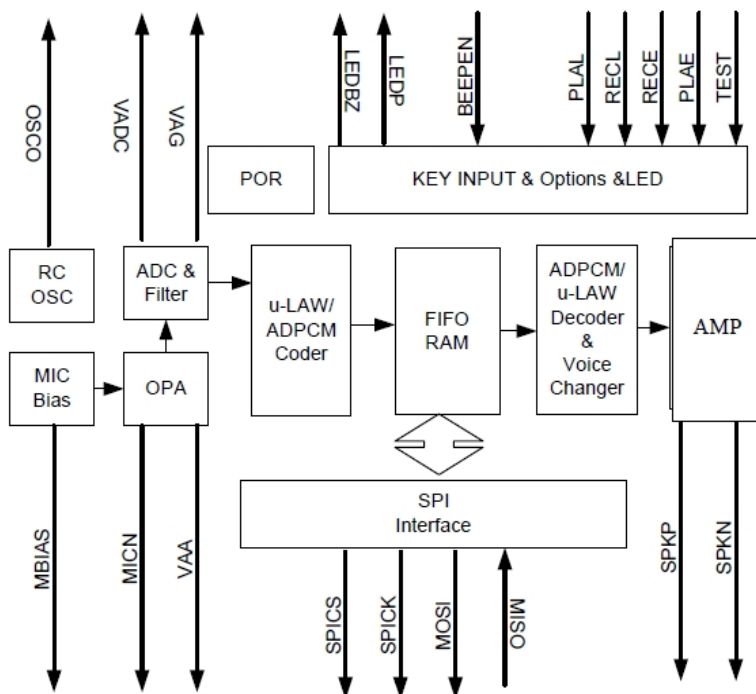 OSCO
VADC
VAG
LEDBZ
LEDP
BEEPEN
PLAL
RECL
RECE
PLAE
TEST
POR
KEY INPUT & Options &LED
RC
OSC
ADC &
Filter
u-LAW/
ADPCM
Coder
FIFO
RAM
ADPCM/
u-LAW
Decoder
&
Voice
Changer
AMP
MIC
Bias
OPA
SPI
Interface
MBIAS
MICN
VAA
SPICS
SPICK
MOSI
MISO
SPKP
SPKN